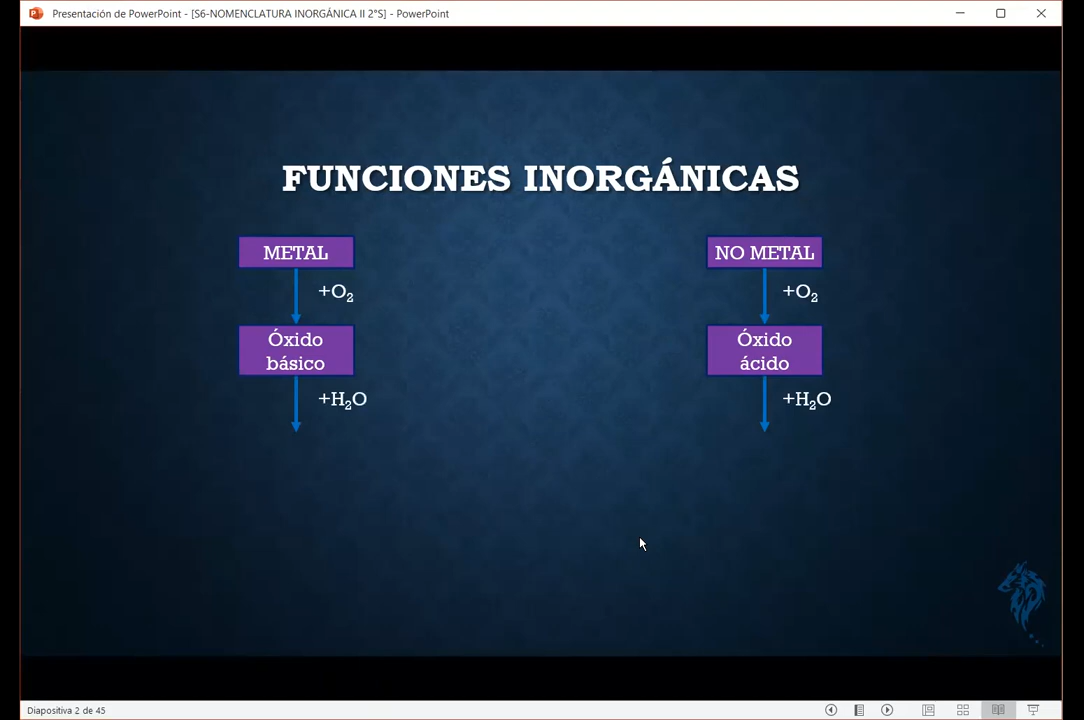 Presentación de PowerPoint - [S6-NOMENCLATURA INORGÁNICA II 2°S] - PowerPoint
FUNCIONES INORGÁNICAS
METAL
NO METAL
+O₂
+O₂
Óxido
básico
Óxido
ácido
+H₂O
+H₂O
Diapositiva 2 de 45